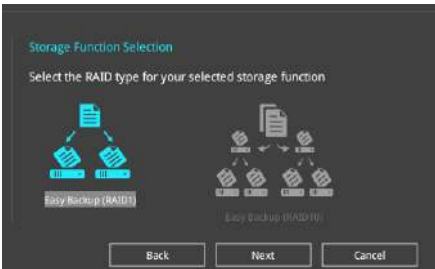 Storage Function Selection
Select the RAID type for your selected storage function
Easy Backup (RAID1)
Easy Backup (RAID10)
Back
Next
Cancel